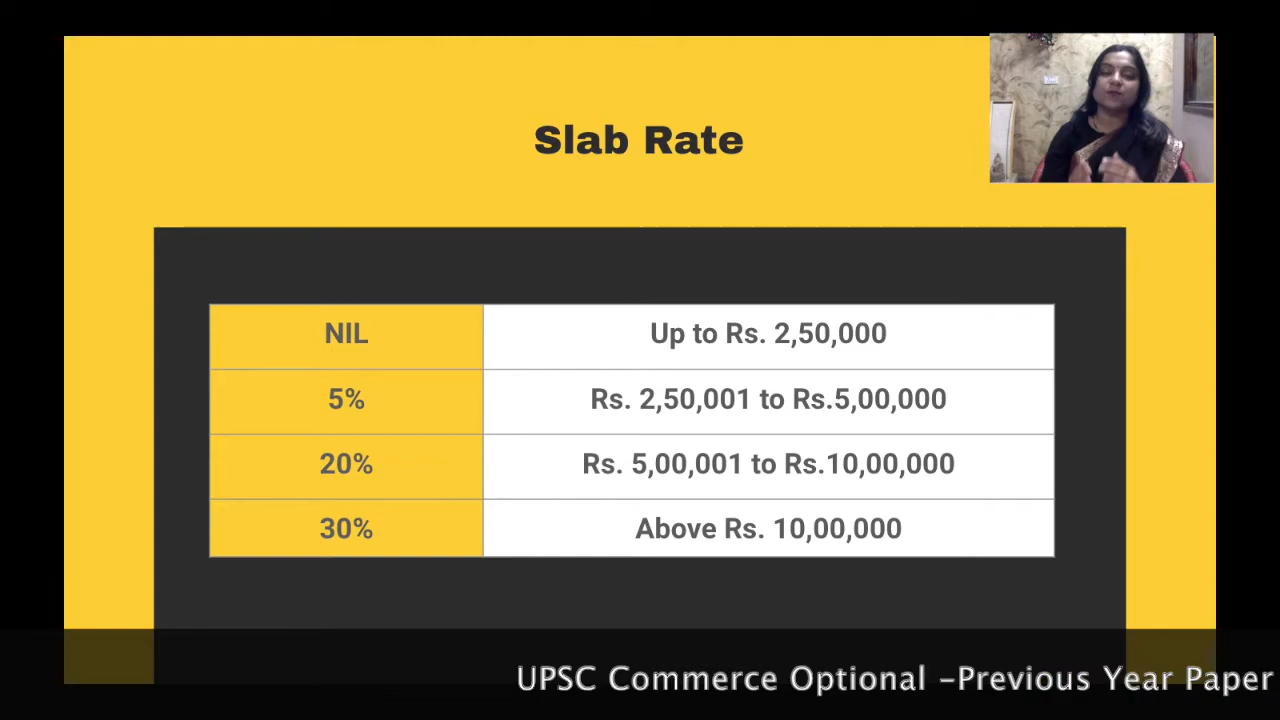 Slab Rate
NIL
Up to Rs. 2,50,000
5%
Rs. 2,50,001 to Rs.5,00,000
20%
Rs. 5,00,001 to Rs.10,00,000
30%
Above Rs. 10,00,000
UPSC Commerce Optional -Previous Year Paper